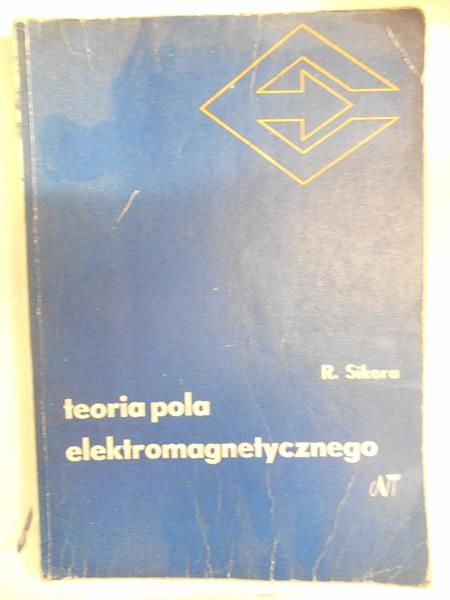 R. Sikora
teoria pola
elektromagnetycznego
WNT